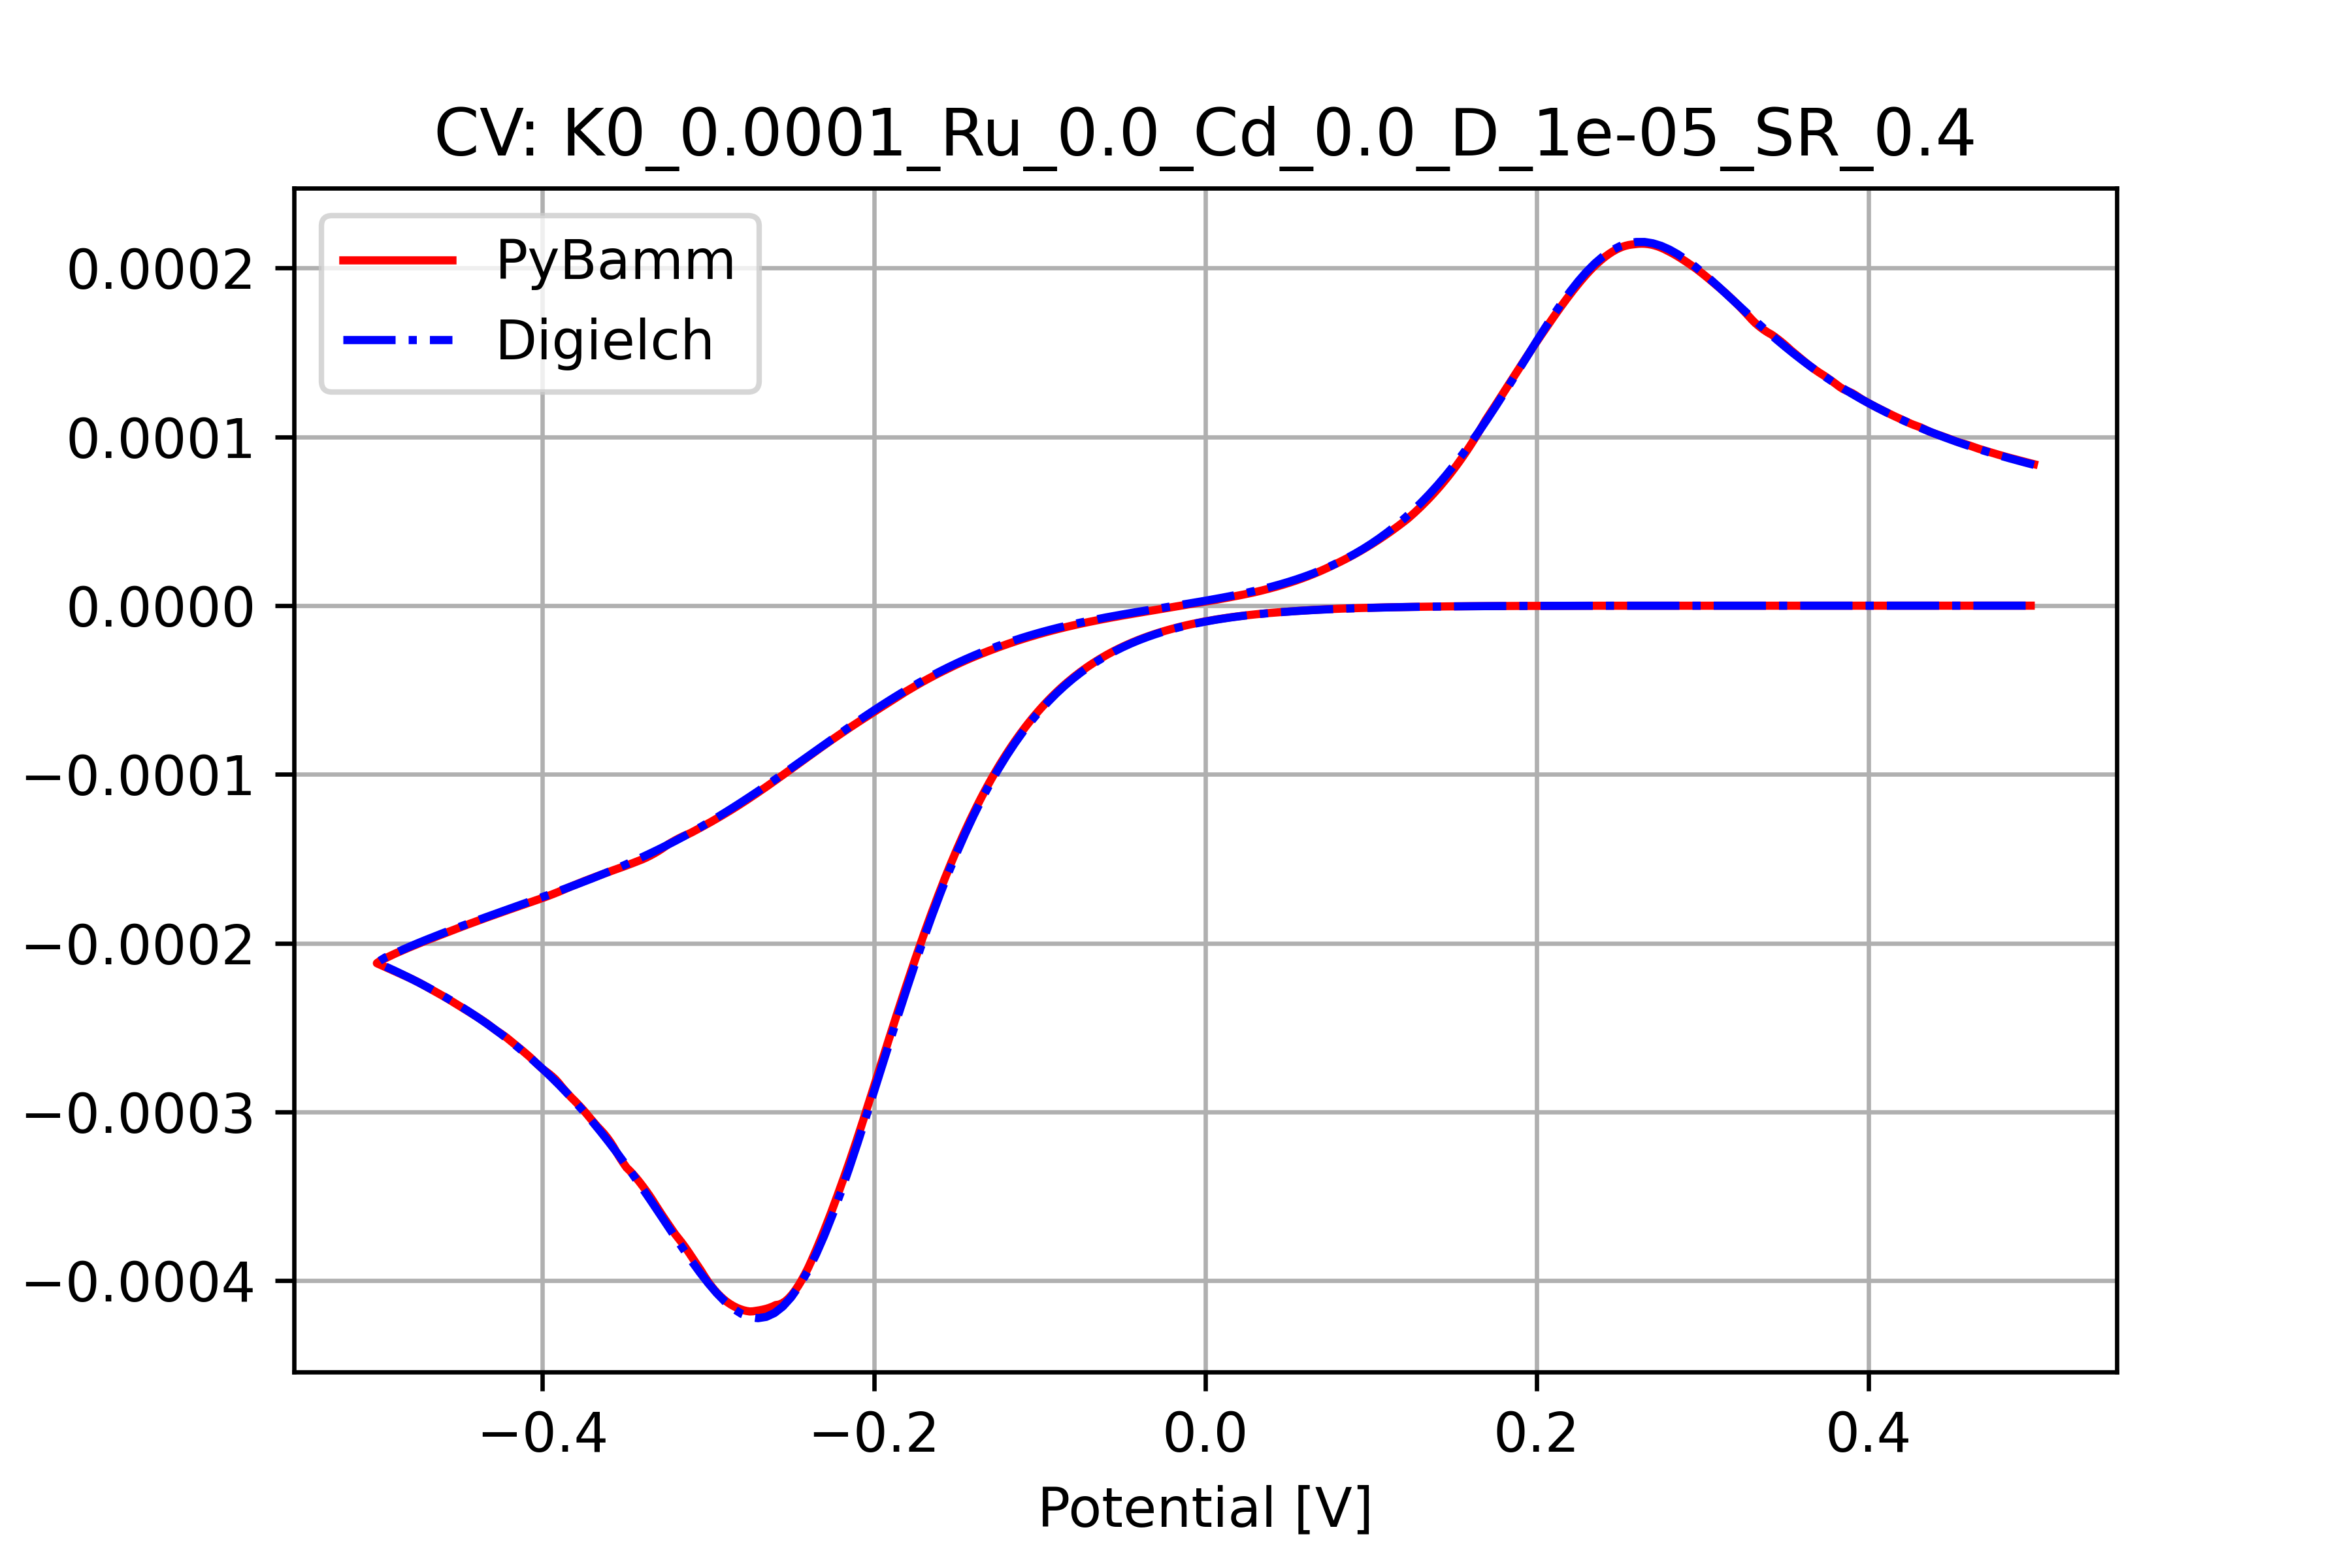 CV: K0_0.0001_Ru_0.0_Cd_0.0_D_1e-05_SR_0.4
PyBamm
Digielch
0.0002
0.0001
0.0000
−0.0001
−0.0002
−0.0003
−0.0004
−0.4 −0.2 0.0 0.2 0.4
Potential [V]